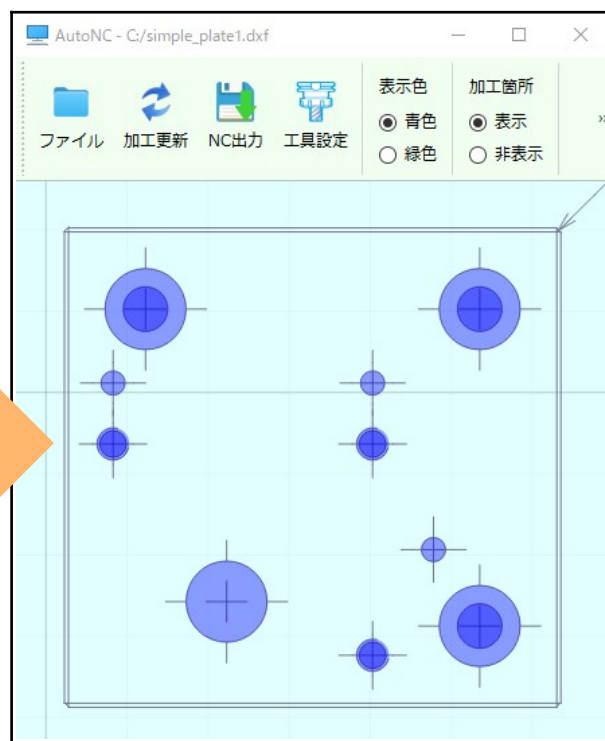 AutoNC - C:/simple_plate1.dxf
ファイル
加工更新
NC出力
工具設定
表示色
青色
緑色
加工箇所
表示
非表示
»